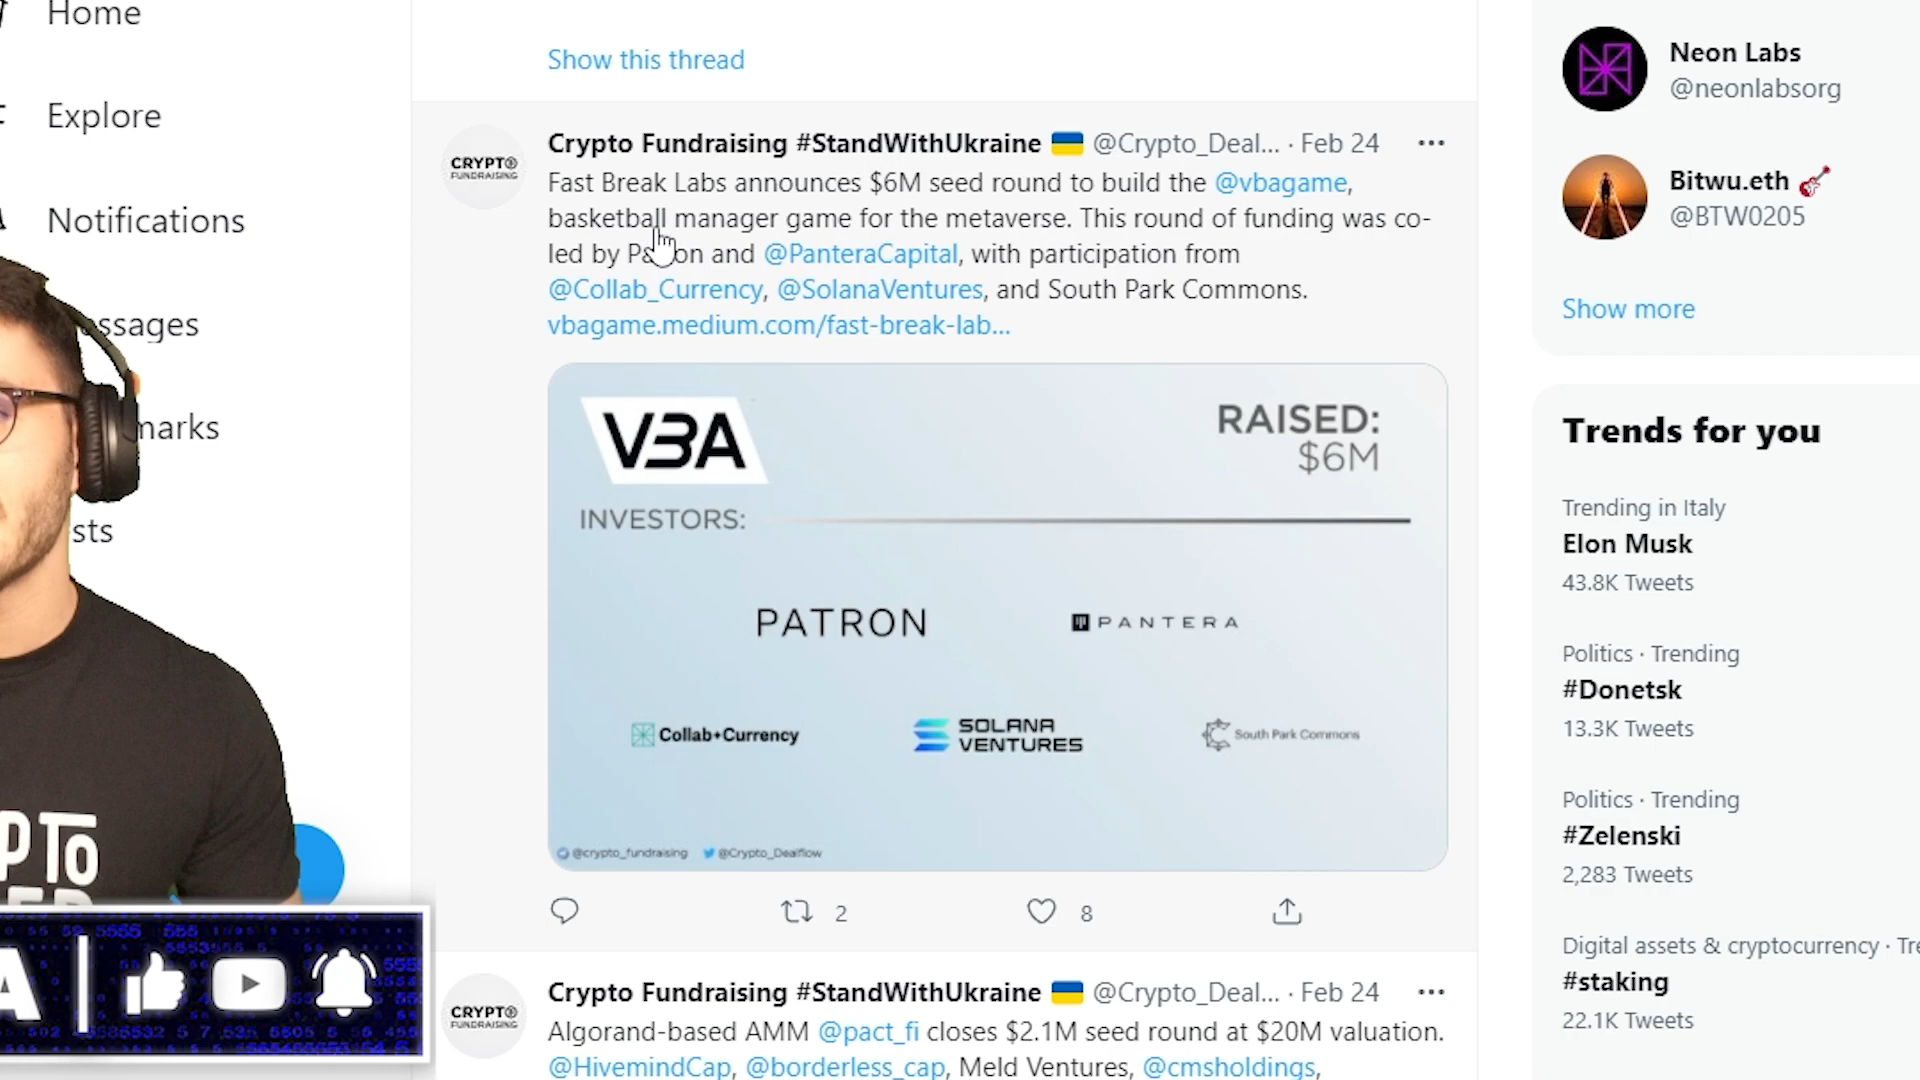 Home
Explore
Notifications
ssages
marks
sts
Show this thread
Crypto Fundraising #StandWithUkraine 🇺🇦 @Crypto_Deal... · Feb 24
Fast Break Labs announces $6M seed round to build the @vbagame,
basketball manager game for the metaverse. This round of funding was co-
led by Patron and @PanteraCapital, with participation from
@Collab_Currency, @SolanaVentures, and South Park Commons.
vbagame.medium.com/fast-break-lab...
CRYPTO
FUNDRAISING
VBA
RAISED:
$6M
INVESTORS:
PATRON
PANTERA
Collab+Currency
SOLANA
VENTURES
South Park Commons
@crypto_fundraising @Crypto_Dealflow
2
8
Crypto Fundraising #StandWithUkraine 🇺🇦 @Crypto_Deal... · Feb 24
Algorand-based AMM @pact_fi closes $2.1M seed round at $20M valuation.
@HivemindCap, @borderless_cap, Meld Ventures, @cmsholdings,
CRYPTO
FUNDRAISING
Neon Labs
@neonlabsorg
Bitwu.eth 🎸
@BTW0205
Show more
Trends for you
Trending in Italy
Elon Musk
43.8K Tweets
Politics · Trending
#Donetsk
13.3K Tweets
Politics · Trending
#Zelenski
2,283 Tweets
Digital assets & cryptocurrency · Tre
#staking
22.1K Tweets
PTO
A